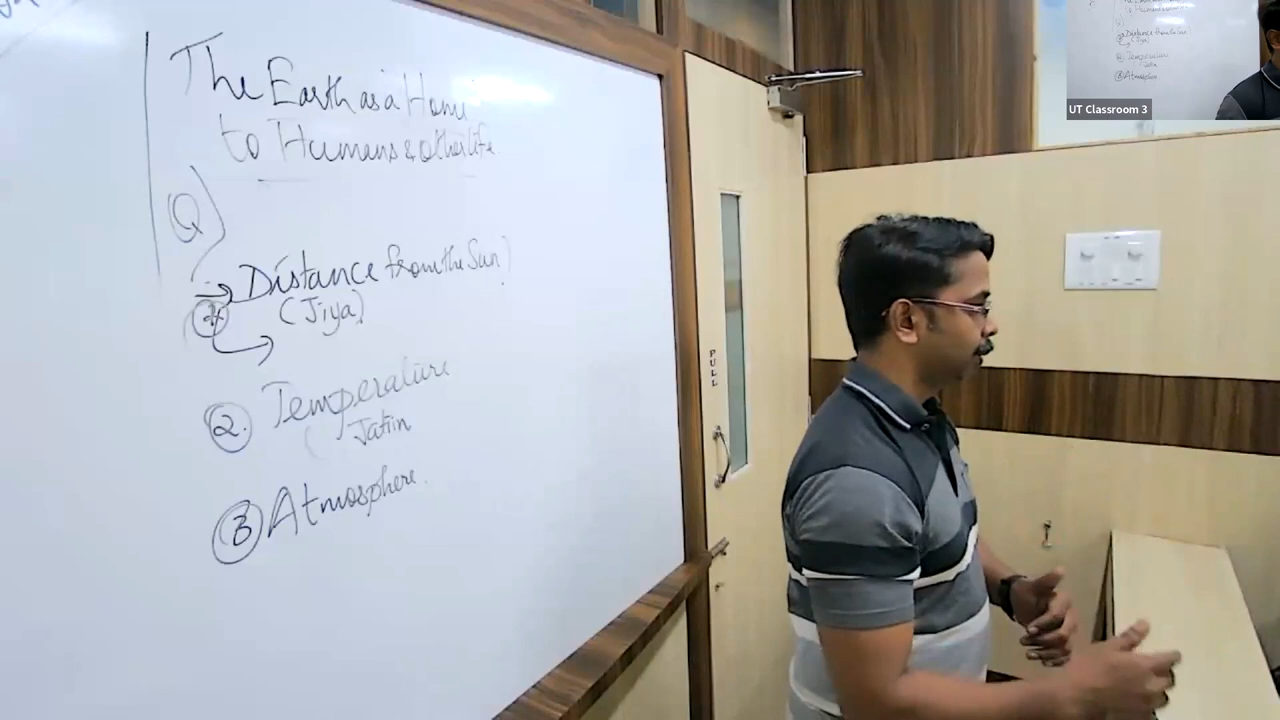 The Earth as a Home
to Humans & other life
Q)
→ Distance from the Sun)
(Jiya)
2. Temperature
(Jatin
3 Atmosphere.
PULL
UT Classroom 3